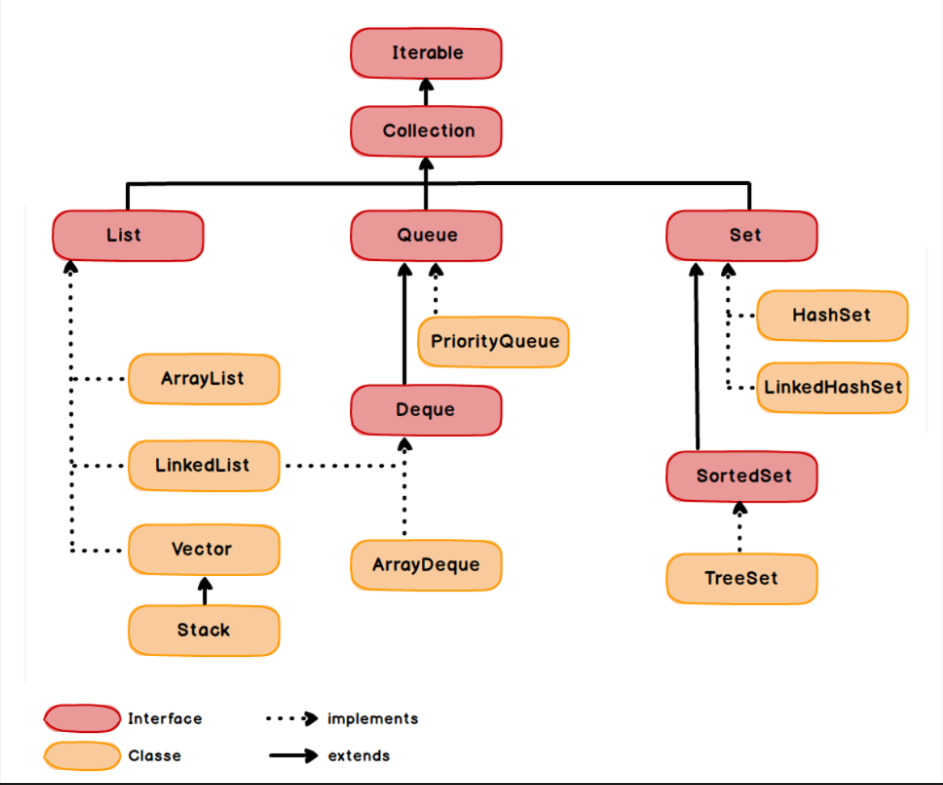 Iterable
Collection
List
Queue
Set
HashSet
PriorityQueue
ArrayList
LinkedHashSet
Deque
LinkedList
SortedSet
Vector
ArrayDeque
TreeSet
Stack
Interface
implements
Classe
extends